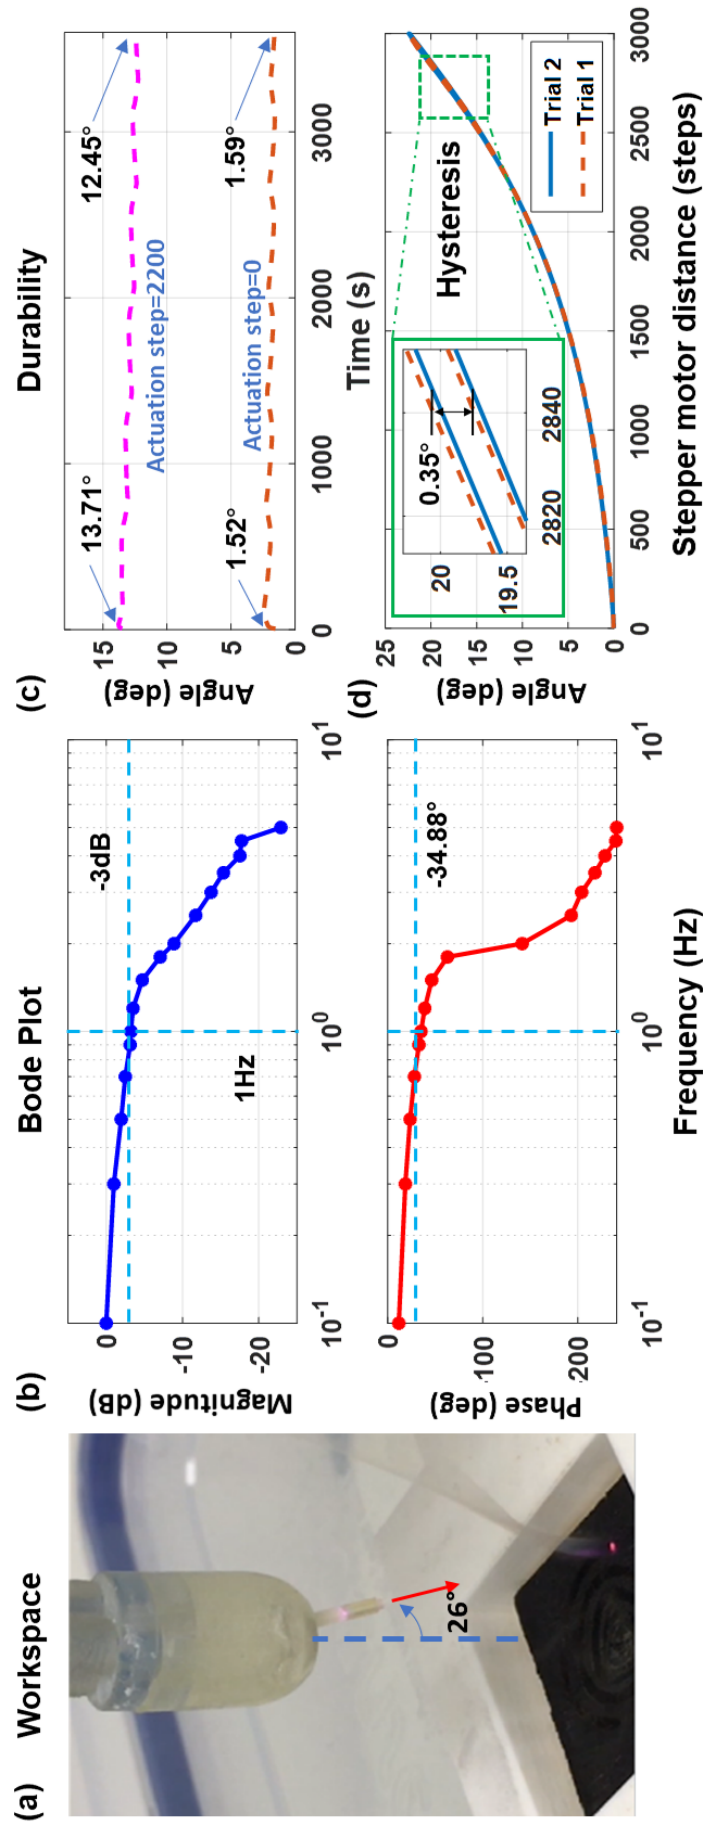 (a) Workspace
26°
(b) Bode Plot
Magnitude (dB)
0
-10
-20
-3dB
1Hz
10-1
100
101
Phase (deg)
0
-100
-200
-34.88°
10-1
100
101
Frequency (Hz)
(c) Durability
Angle (deg)
15
10
5
0
13.71°
12.45°
Actuation step=2200
Actuation step=0
1.52°
1.59°
0
1000
2000
3000
Time (s)
(d)
Angle (deg)
25
20
15
10
5
0
Hysteresis
20
19.5
0.35°
2820
2840
Trial 2
Trial 1
0
500
1000
1500
2000
2500
3000
Stepper motor distance (steps)